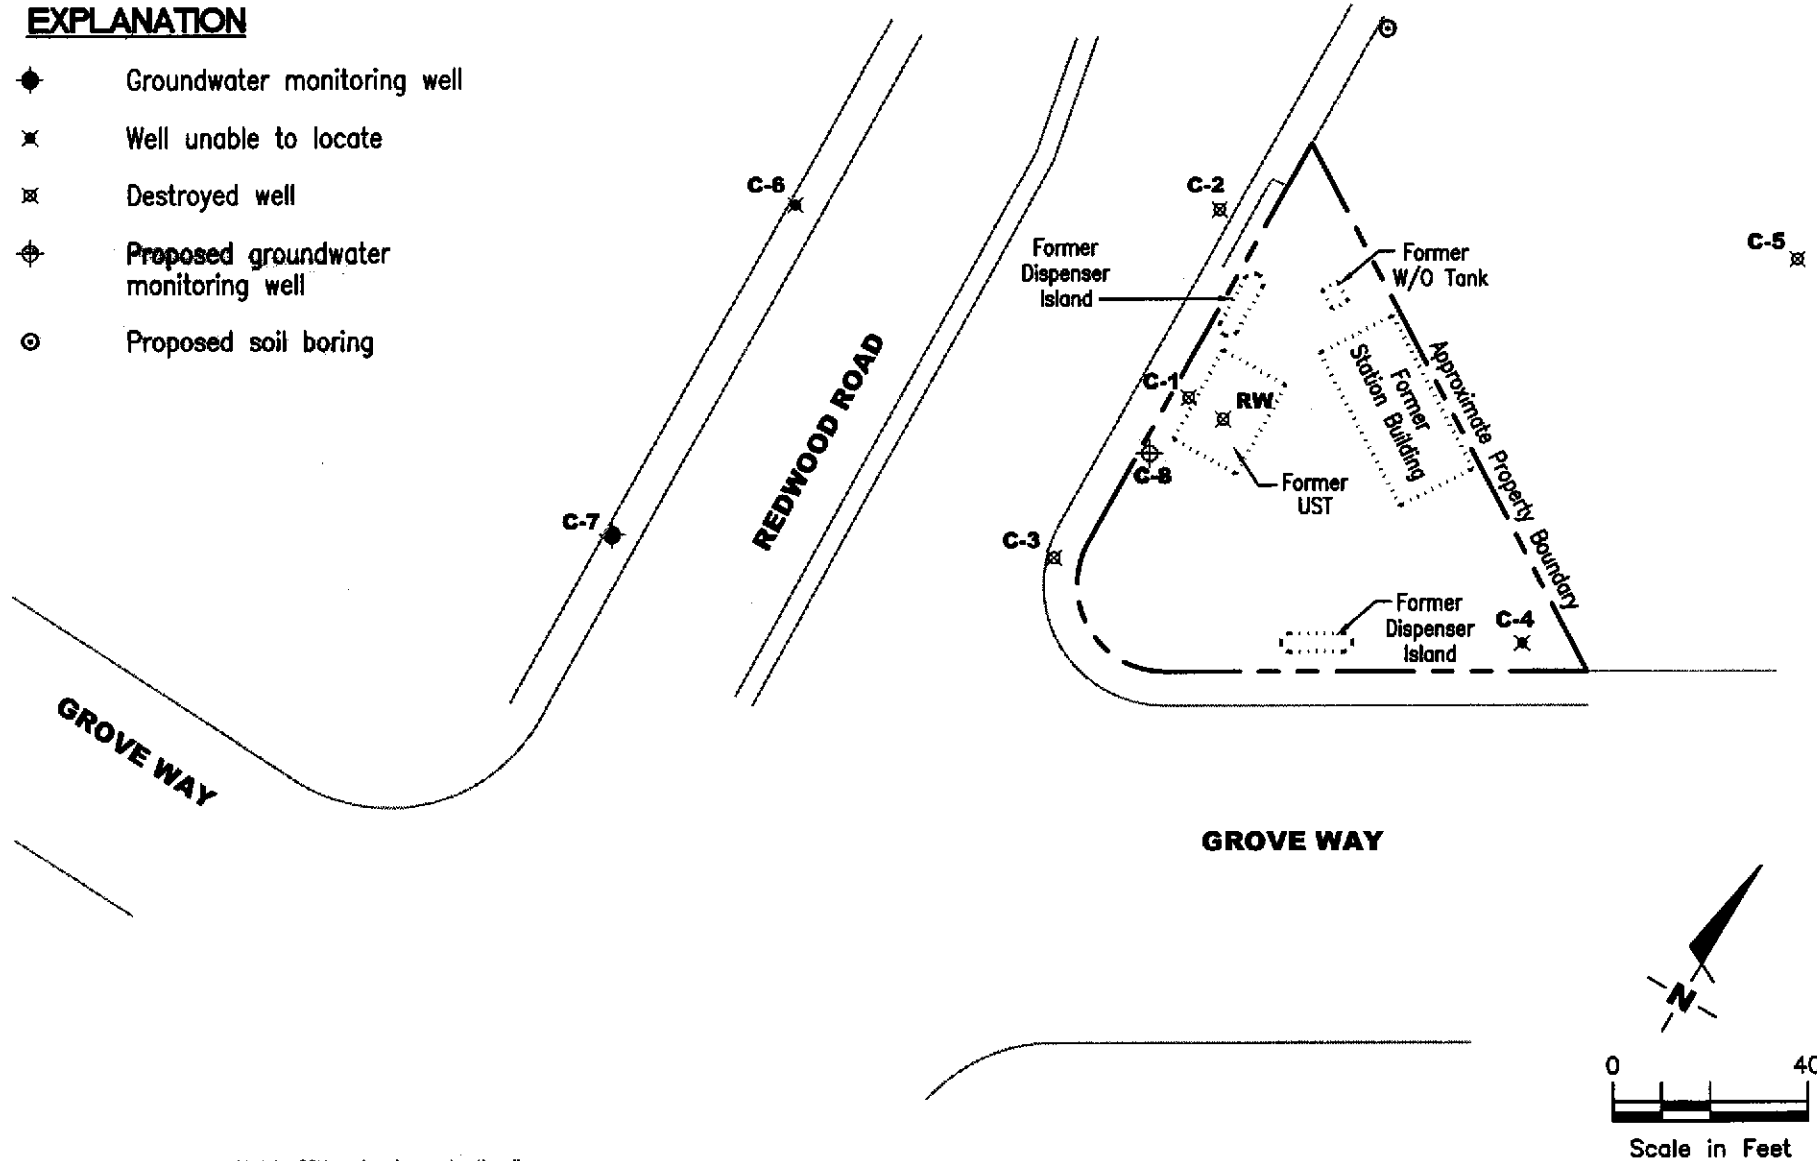 EXPLANATION
Groundwater monitoring well
Well unable to locate
Destroyed well
Proposed groundwater
monitoring well
Proposed soil boring
C-6
C-2
C-5
Former
Dispenser
Island
Former
W/O Tank
C-1
RW
Former
Station Building
Approximate Property Boundary
REDWOOD ROAD
C-8
Former
UST
C-7
C-3
Former
Dispenser
Island
C-4
GROVE WAY
GROVE WAY
N
0 40
Scale in Feet